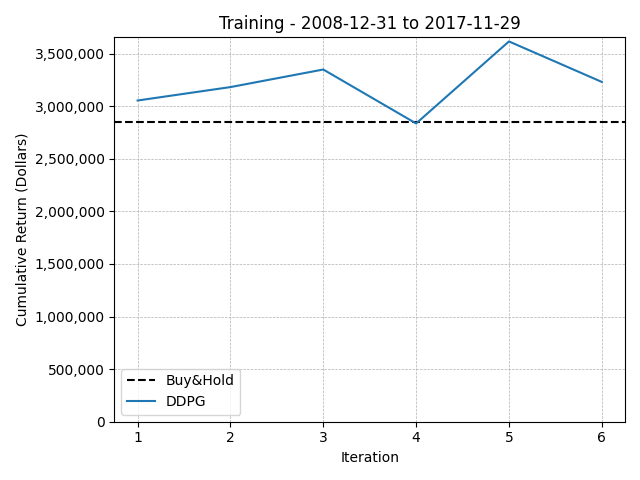 Training - 2008-12-31 to 2017-11-29
Cumulative Return (Dollars)
3,500,000
3,000,000
2,500,000
2,000,000
1,500,000
1,000,000
500,000
0
Buy&Hold
DDPG
1 2 3 4 5 6
Iteration